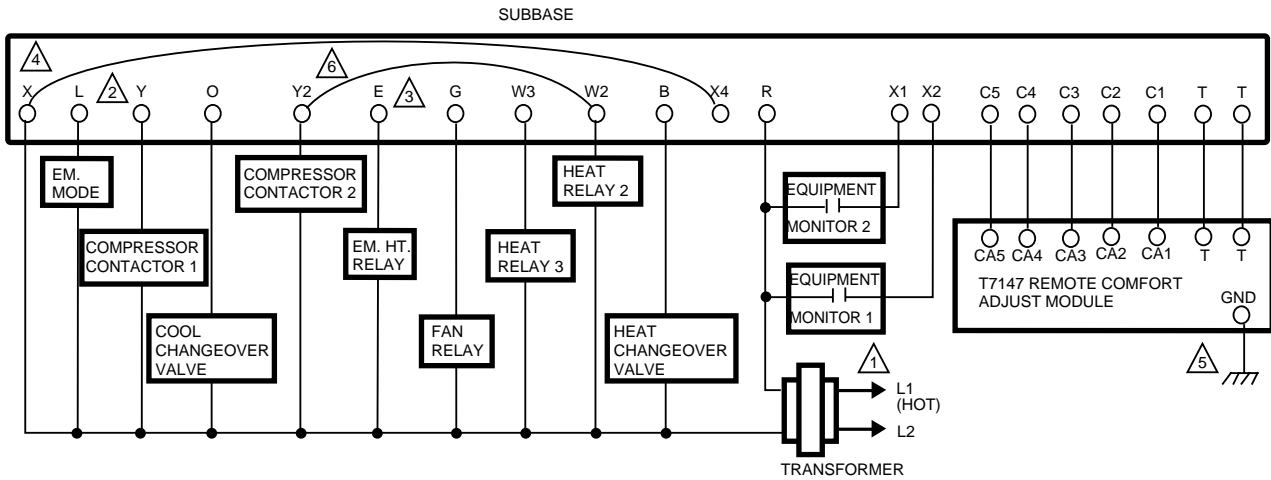 SUBBASE
4 6
2 3
X L Y O Y2 E G W3 W2 B X4 R X1 X2 C5 C4 C3 C2 C1 T T
EM.
MODE
COMPRESSOR
CONTACTOR 1
COOL
CHANGEOVER
VALVE
COMPRESSOR
CONTACTOR 2
EM. HT.
RELAY
FAN
RELAY
HEAT
RELAY 3
HEAT
RELAY 2
HEAT
CHANGEOVER
VALVE
EQUIPMENT
MONITOR 2
EQUIPMENT
MONITOR 1
1
L1
(HOT)
L2
TRANSFORMER
CA5 CA4 CA3 CA2 CA1 T T
T7147 REMOTE COMFORT
ADJUST MODULE
GND
5